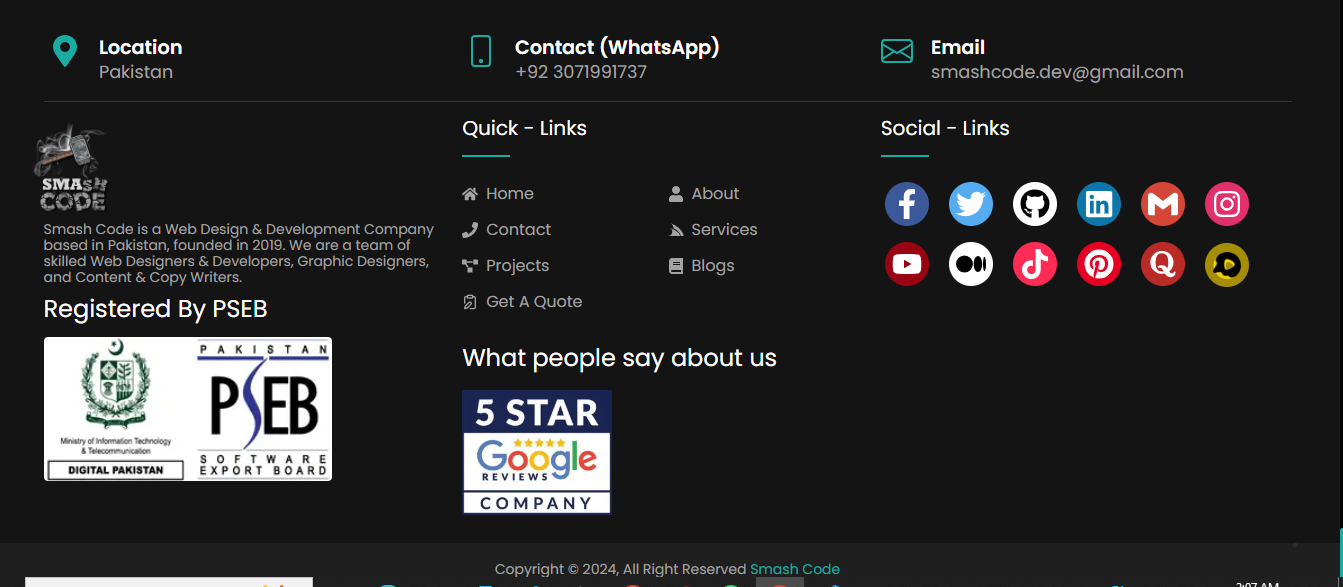 Location
Pakistan
Contact (WhatsApp)
+92 3071991737
Email
smashcode.dev@gmail.com
SMAsH
CODE
Smash Code is a Web Design & Development Company
based in Pakistan, founded in 2019. We are a team of
skilled Web Designers & Developers, Graphic Designers,
and Content & Copy Writers.
Registered By PSEB
Ministry of Information Technology
& Telecommunication
DIGITAL PAKISTAN
PAKISTAN
PSEB
SOFTWARE
EXPORT BOARD
Quick - Links
Home
About
Contact
Services
Projects
Blogs
Get A Quote
What people say about us
5 STAR
Google
REVIEWS
COMPANY
Social - Links
Copyright © 2024, All Right Reserved Smash Code
2:07 AM